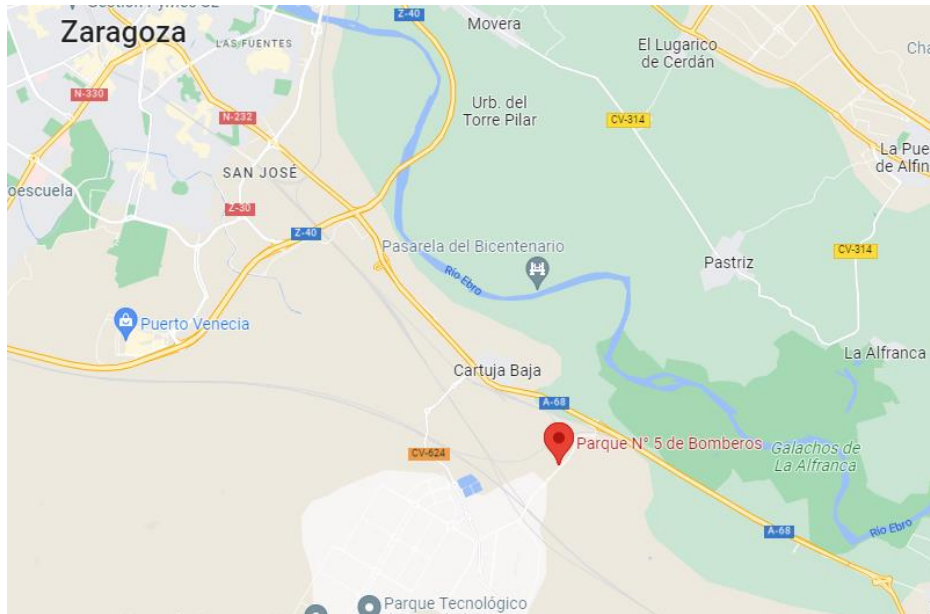 Zaragoza
LAS FUENTES
Z-40
Movera
El Lugarico
de Cerdán
N-330
N-232
Urb. del
Torre Pilar
CV-314
SAN JOSÉ
oescuela
Z-30
Z-40
La Pue
de Alfin
Pasarela del Bicentenario
Río Ebro
Pastriz
CV-314
Puerto Venecia
La Alfranca
Cartuja Baja
A-68
Parque N° 5 de Bomberos
CV-624
Galachos de
La Alfranca
A-68
Río Ebro
Parque Tecnológico